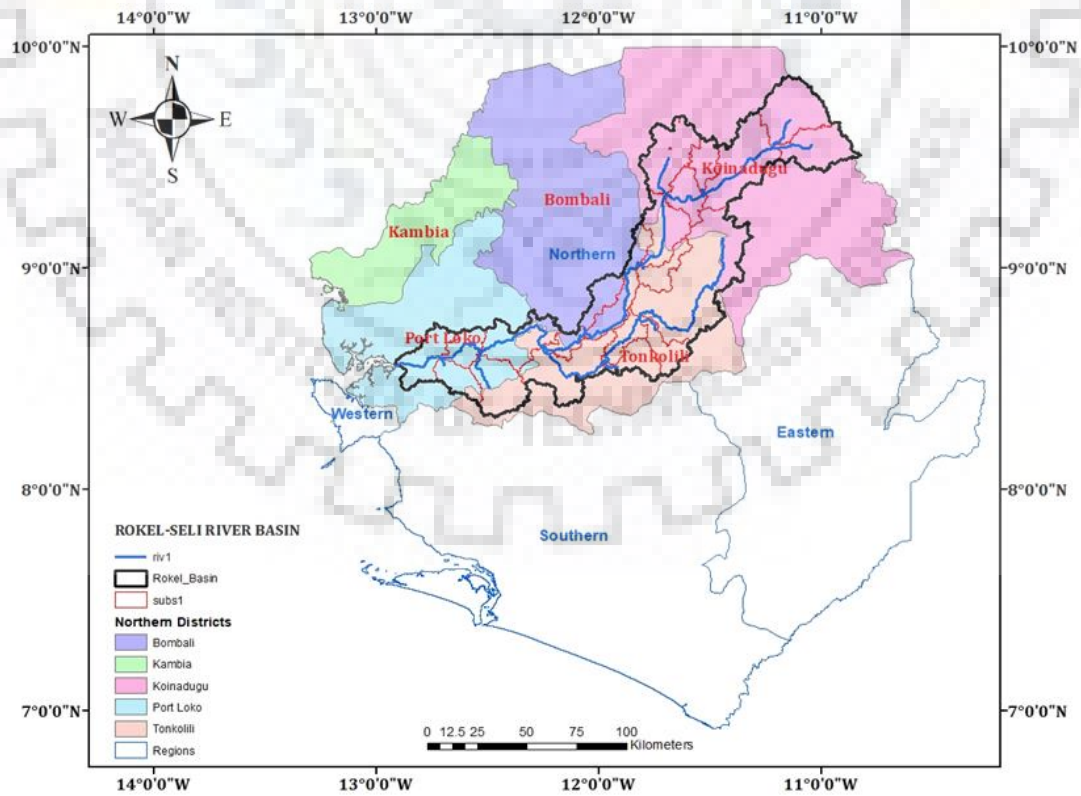 14°0'0"W 13°0'0"W 12°0'0"W 11°0'0"W
10°0'0"N 10°0'0"N
N
W E
S
Koinadugu
Bombali
Kambia
Northern
9°0'0"N 9°0'0"N
Port Loko
Tonkolili
Western
Eastern
8°0'0"N 8°0'0"N
Southern
ROKEL-SELI RIVER BASIN
riv1
Rokel_Basin
subs1
Northern Districts
Bombali
Kambia
Koinadugu
Port Loko
Tonkolili
Regions
7°0'0"N 7°0'0"N
0 12.5 25 50 75 100
Kilometers
14°0'0"W 13°0'0"W 12°0'0"W 11°0'0"W